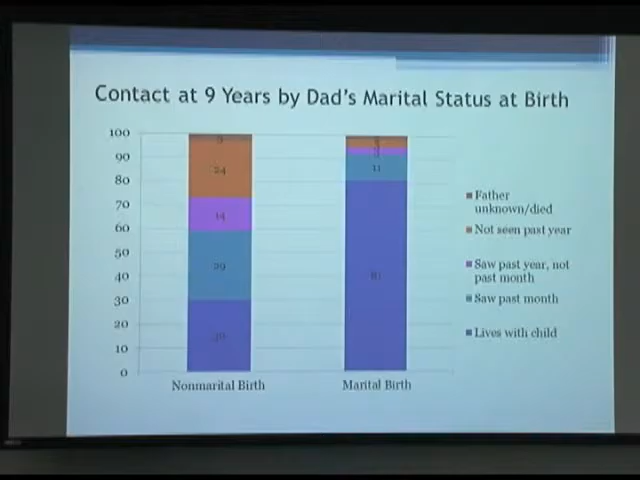 Contact at 9 Years by Dad's Marital Status at Birth
100
90
80
70
60
50
40
30
20
10
0
24
14
29
30
11
Nonmarital Birth
Marital Birth
Father
unknown/died
Not seen past year
Saw past year, not
past month
Saw past month
Lives with child